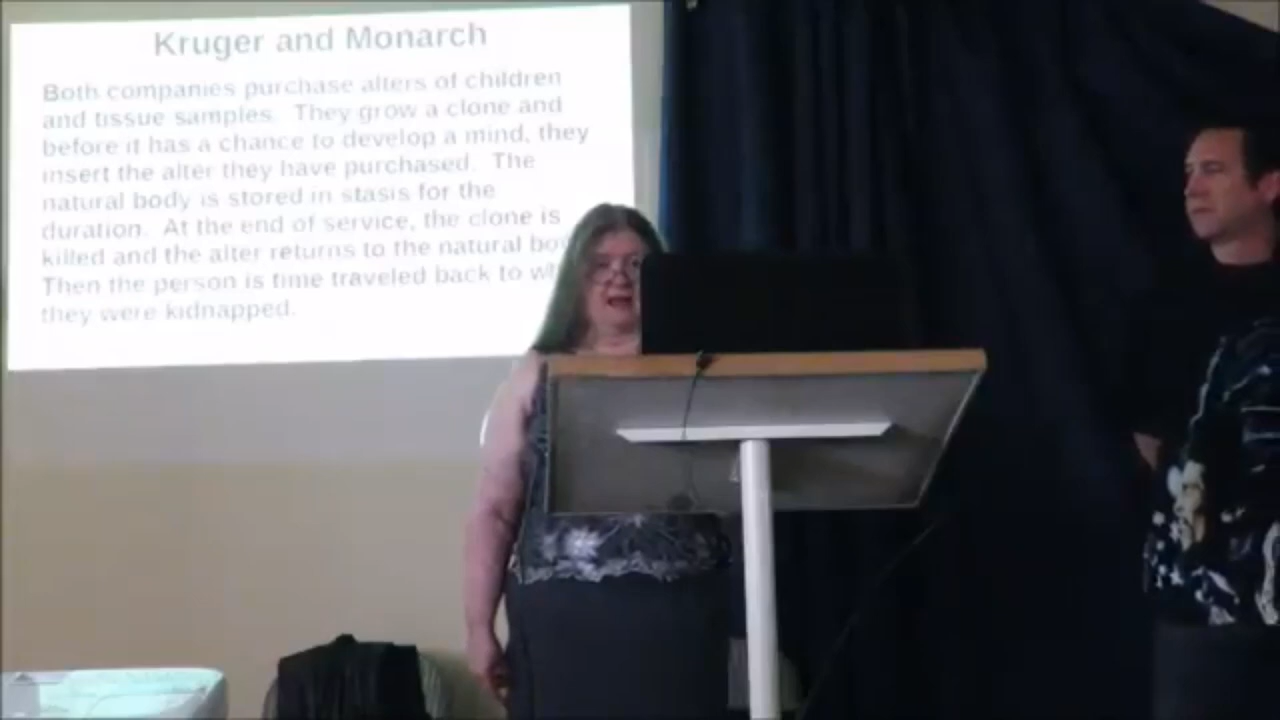 Kruger and Monarch
Both companies purchase alters of children
and tissue samples. They grow a clone and
before it has a chance to develop a mind, they
insert the alter they have purchased. The
natural body is stored in stasis for the
duration. At the end of service, the clone is
killed and the alter returns to the natural
Then the person is time traveled back to
they were kidnapped.